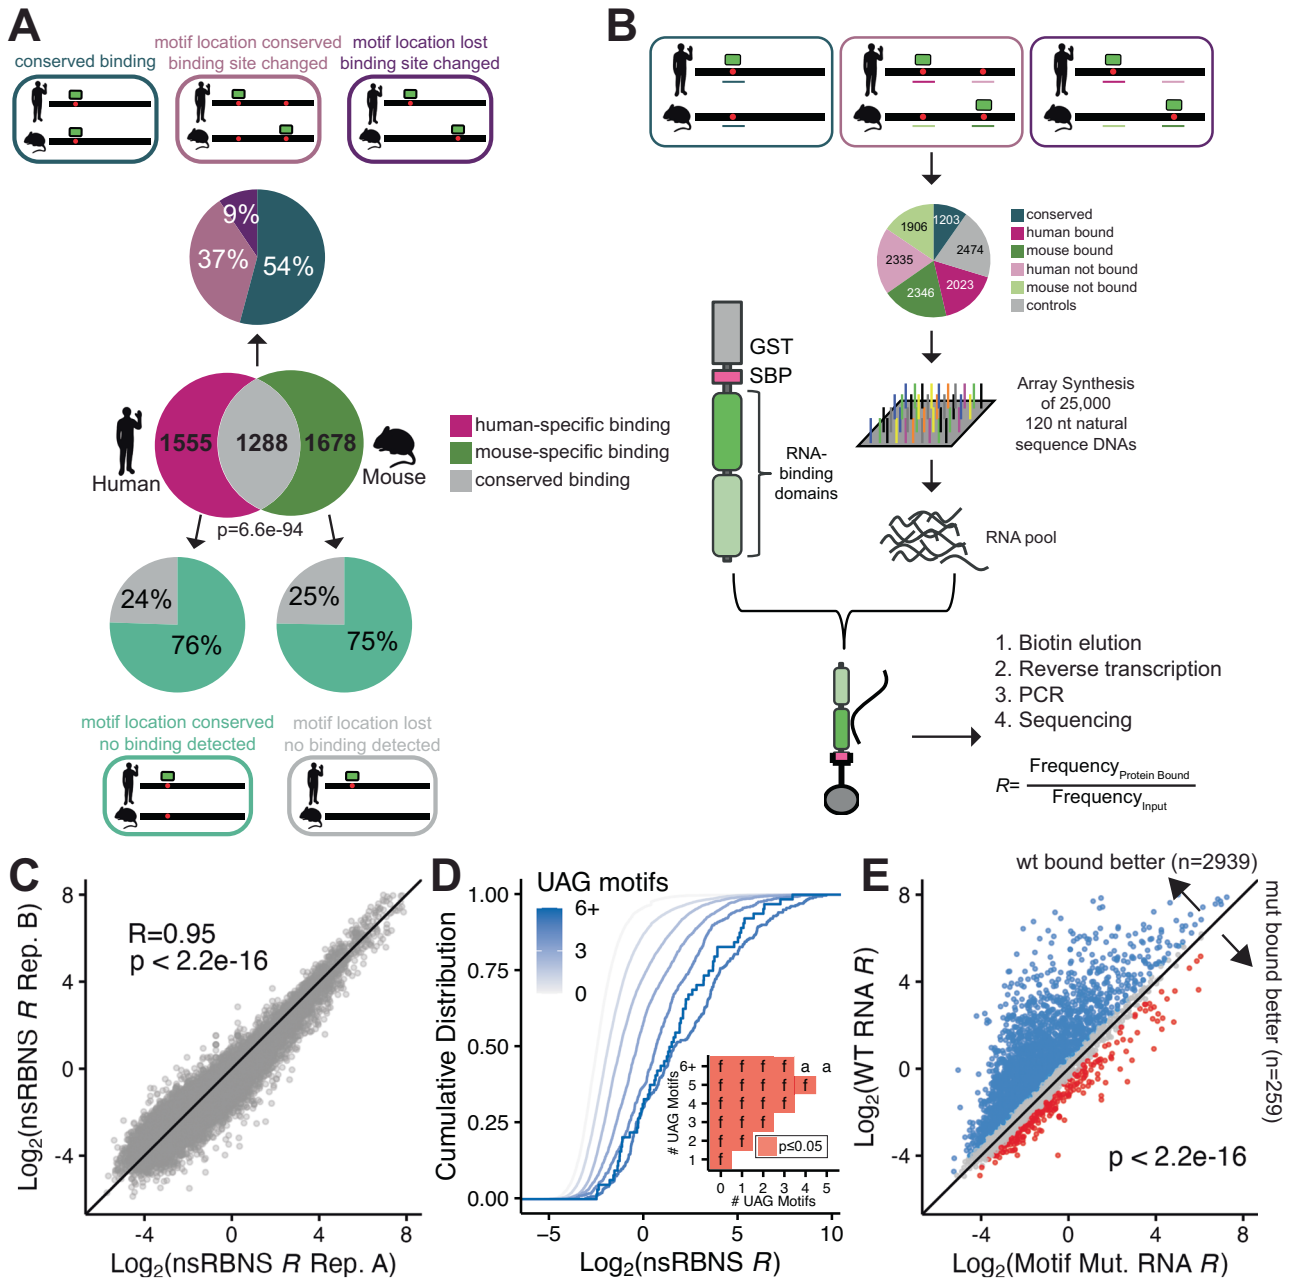 A
conserved binding
motif location conserved
binding site changed
motif location lost
binding site changed
9%
37%
54%
1555
1288
1678
Human
Mouse
p=6.6e-94
human-specific binding
mouse-specific binding
conserved binding
24%
76%
25%
75%
motif location conserved
no binding detected
motif location lost
no binding detected
B
1203
2474
2023
2346
2335
1906
conserved
human bound
mouse bound
human not bound
mouse not bound
controls
GST
SBP
RNA-
binding
domains
Array Synthesis
of 25,000
120 nt natural
sequence DNAs
RNA pool
1. Biotin elution
2. Reverse transcription
3. PCR
4. Sequencing
R= Frequency Protein Bound
Frequency Input
C
R=0.95
p < 2.2e-16
Log2(nsRBNS R Rep. B)
8
4
0
-4
-4 0 4 8
Log2(nsRBNS R Rep. A)
D
UAG motifs
6+
3
0
Cumulative Distribution
1.00
0.75
0.50
0.25
0.00
−5 0 5 10
Log2(nsRBNS R)
# UAG Motifs
6+ f f f f a a
5 f f f f f
4 f f f f
3 f f f
2 f f
1 f
p≤0.05
0 1 2 3 4 5
# UAG Motifs
E
wt bound better (n=2939)
mut bound better (n=259)
Log2(WT RNA R)
8
4
0
-4
p < 2.2e-16
-4 0 4 8
Log2(Motif Mut. RNA R)